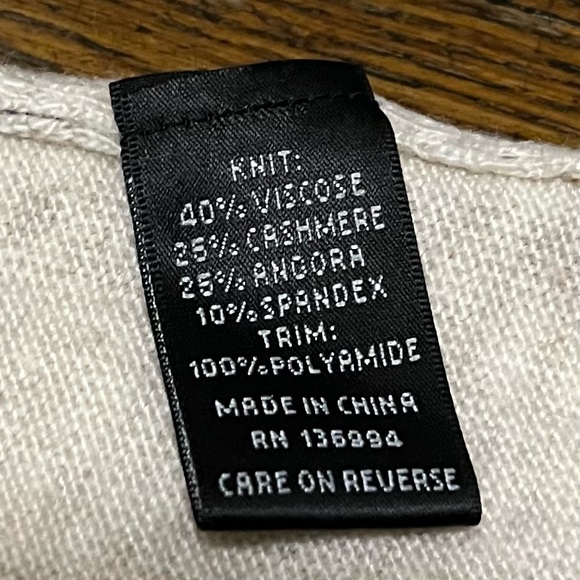 KNIT:
40% VISCOSE
25% CASHMERE
25% ANGORA
10% SPANDEX
TRIM:
100% POLYAMIDE
MADE IN CHINA
RN 136994
CARE ON REVERSE